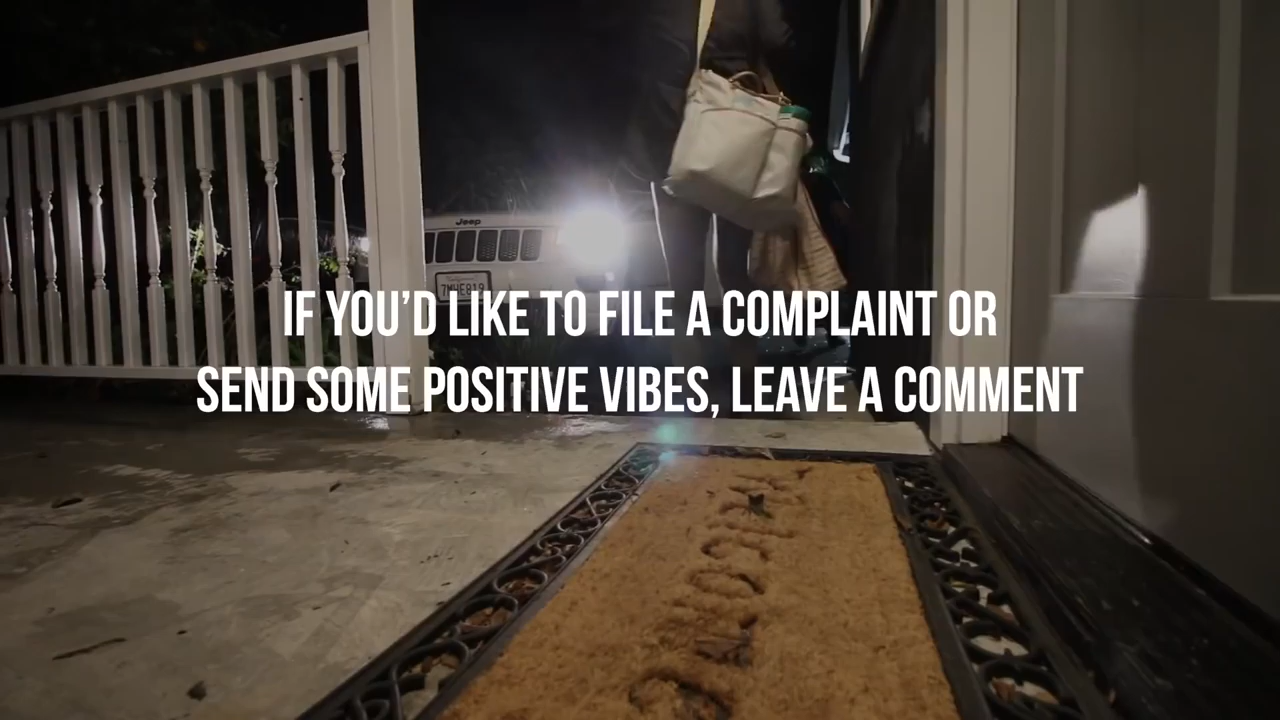 Jeep
IF YOU’D LIKE TO FILE A COMPLAINT OR
SEND SOME POSITIVE VIBES, LEAVE A COMMENT